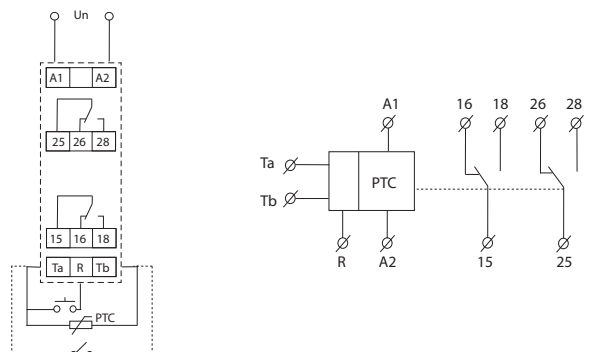 Un
A1 A2
25 26 28
15 16 18
Ta R Tb
PTC
A1 16 18 26 28
Ta
PTC
Tb
R A2 15 25